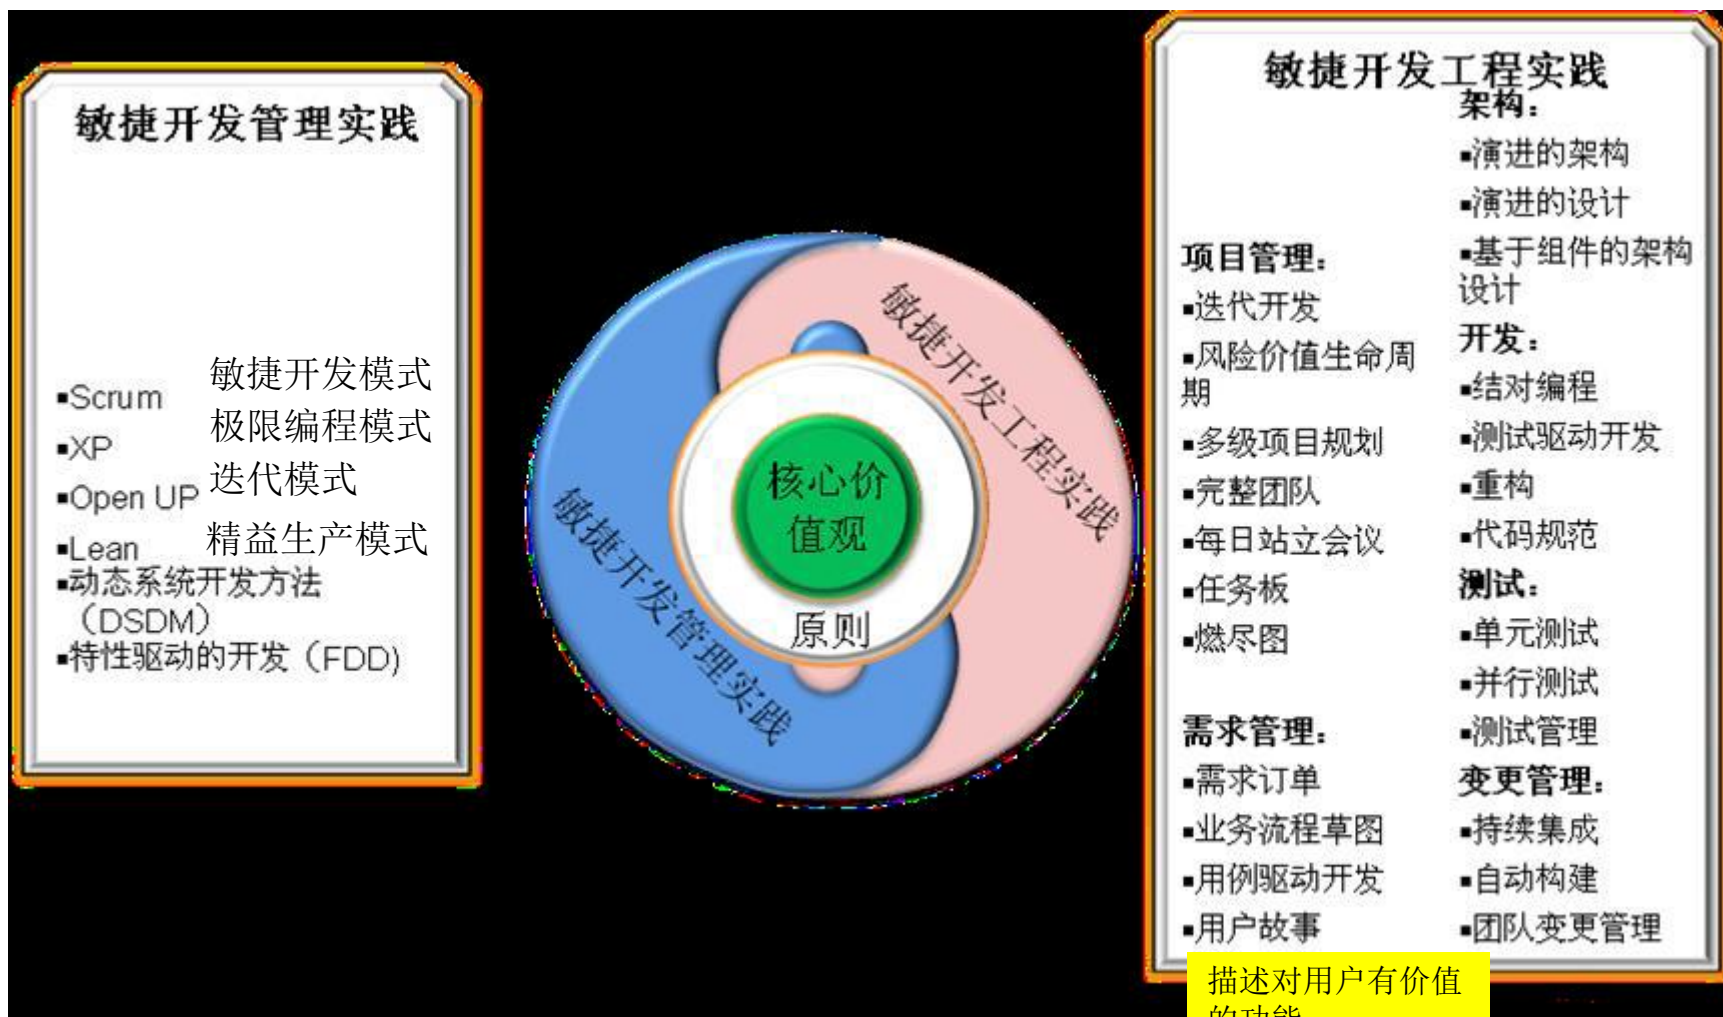 敏捷开发管理实践
▪Scrum 敏捷开发模式
▪XP 极限编程模式
▪Open UP 迭代模式
▪Lean 精益生产模式
▪动态系统开发方法
（DSDM）
▪特性驱动的开发（FDD)
敏捷开发工程实践
敏捷开发管理实践
核心价
值观
原则
敏捷开发工程实践
项目管理：
▪迭代开发
▪风险价值生命周
期
▪多级项目规划
▪完整团队
▪每日站立会议
▪任务板
▪燃尽图
需求管理：
▪需求订单
▪业务流程草图
▪用例驱动开发
▪用户故事
描述对用户有价值
的功能
架构：
▪演进的架构
▪演进的设计
▪基于组件的架构
设计
开发：
▪结对编程
▪测试驱动开发
▪重构
▪代码规范
测试：
▪单元测试
▪并行测试
▪测试管理
变更管理：
▪持续集成
▪自动构建
▪团队变更管理